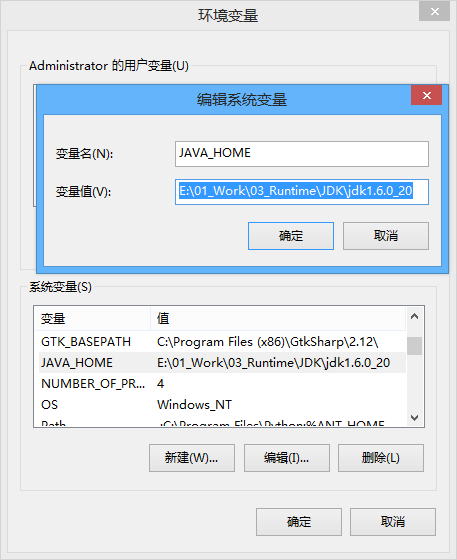 环境变量
Administrator 的用户变量(U)
编辑系统变量
变量名(N):
JAVA_HOME
变量值(V):
E:\01_Work\03_Runtime\JDK\jdk1.6.0_20
确定
取消
系统变量(S)
变量 值
GTK_BASEPATH C:\Program Files (x86)\GtkSharp\2.12\
JAVA_HOME E:\01_Work\03_Runtime\JDK\jdk1.6.0_20
NUMBER_OF_PR... 4
OS Windows_NT
Path ;C:\Program Files\Python;%ANT_HOME
新建(W)...
编辑(I)...
删除(L)
确定
取消